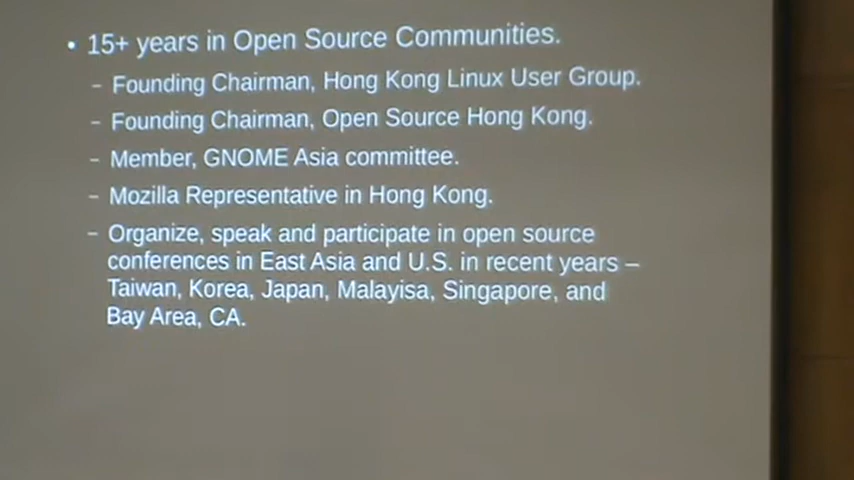 • 15+ years in Open Source Communities.
– Founding Chairman, Hong Kong Linux User Group.
– Founding Chairman, Open Source Hong Kong.
– Member, GNOME Asia committee.
– Mozilla Representative in Hong Kong.
– Organize, speak and participate in open source
conferences in East Asia and U.S. in recent years –
Taiwan, Korea, Japan, Malayisa, Singapore, and
Bay Area, CA.